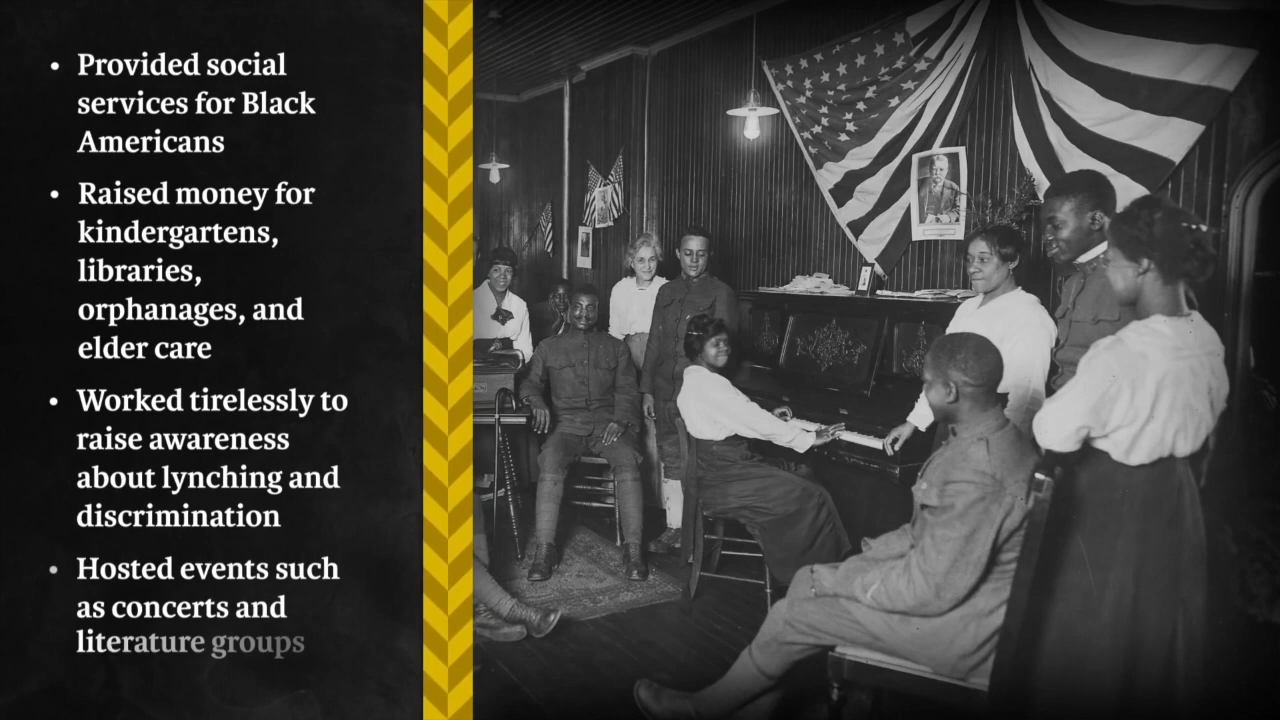 • Provided social
services for Black
Americans
• Raised money for
kindergartens,
libraries,
orphanages, and
elder care
• Worked tirelessly to
raise awareness
about lynching and
discrimination
• Hosted events such
as concerts and
literature groups